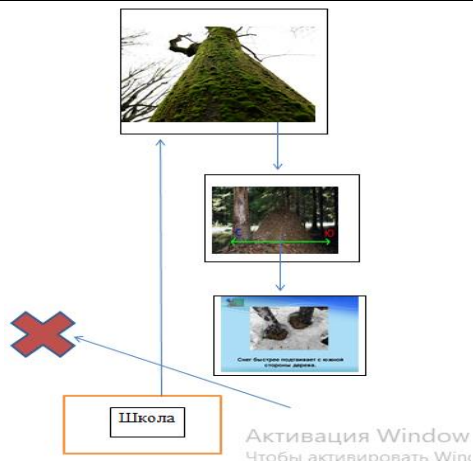 С Ю
Снег быстрее подтаивает с южной
стороны дерева.
Школа
Активация Window
Чтобы активировать Wind